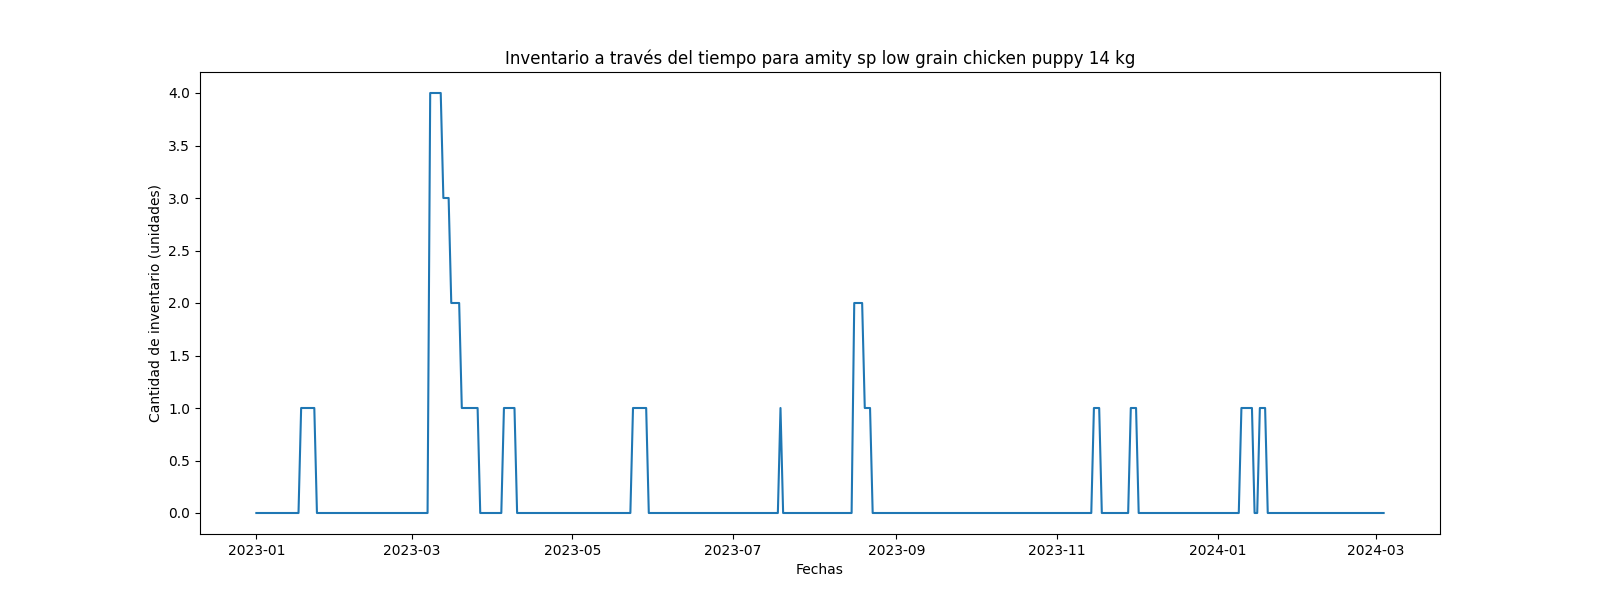 Inventario a través del tiempo para amity sp low grain chicken puppy 14 kg
Cantidad de inventario (unidades)
4.0
3.5
3.0
2.5
2.0
1.5
1.0
0.5
0.0
2023-01 2023-03 2023-05 2023-07 2023-09 2023-11 2024-01 2024-03
Fechas